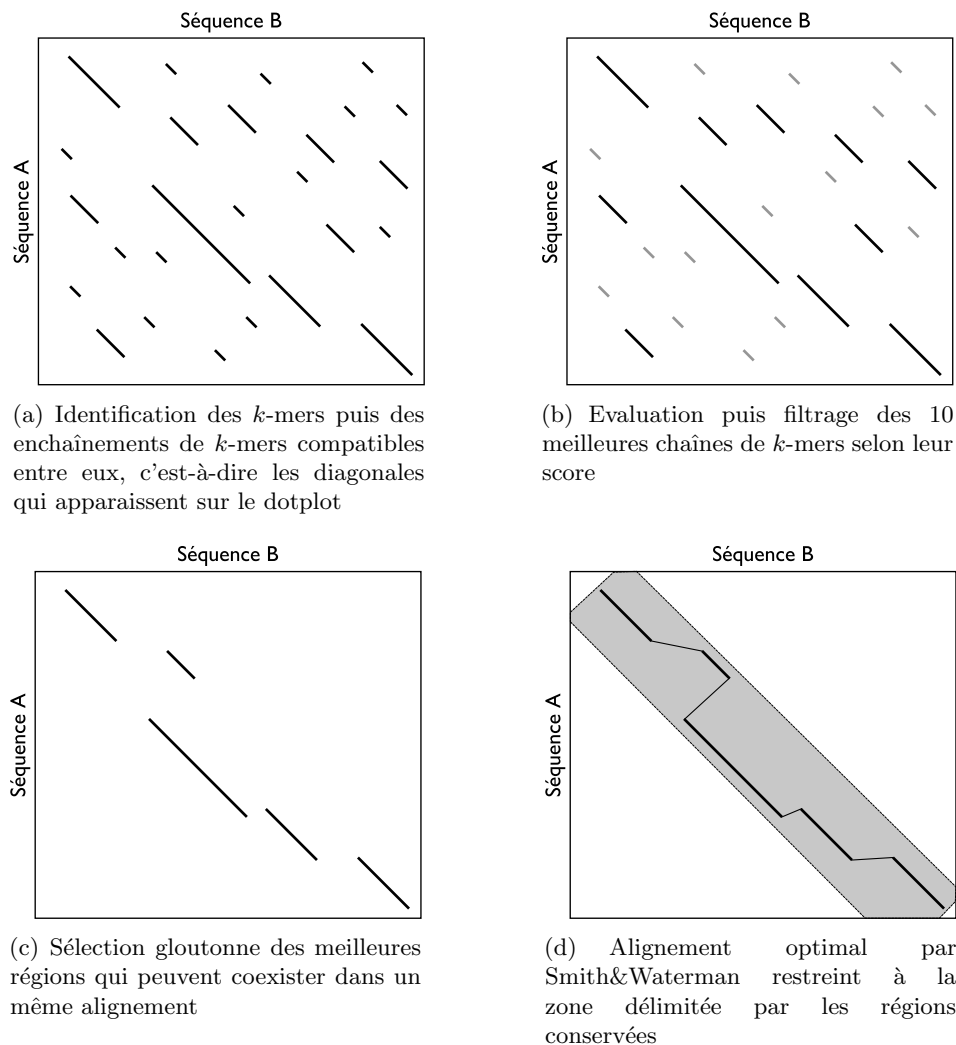 Séquence B
Séquence A
(a) Identification des k-mers puis des
enchaînements de k-mers compatibles
entre eux, c'est-à-dire les diagonales
qui apparaissent sur le dotplot
Séquence B
Séquence A
(b) Evaluation puis filtrage des 10
meilleures chaînes de k-mers selon leur
score
Séquence B
Séquence A
(c) Sélection gloutonne des meilleures
régions qui peuvent coexister dans un
même alignement
Séquence B
Séquence A
(d) Alignement optimal par
Smith&Waterman restreint à la
zone délimitée par les régions
conservées